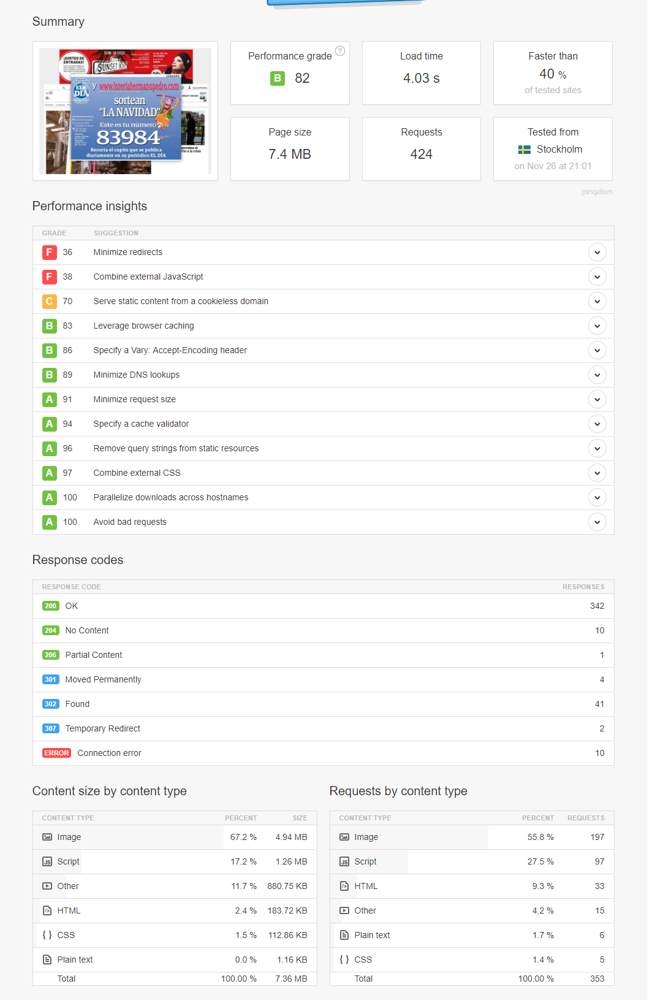 Summary
¡SORTEO DE
ENTRADAS!
SUNSET
EL DÍA
y www.loteriahermanopedro.com
sortean
"LA NAVIDAD"
Este es tu número
83984
Recorta el cupón que se publica
diariamente en su periódico EL DÍA
Performance grade ?
B 82
Load time
4.03 s
Faster than
40 %
of tested sites
Page size
7.4 MB
Requests
424
Tested from
Stockholm
on Nov 26 at 21:01
pingdom
Performance insights
GRADE SUGGESTION
F 36 Minimize redirects
F 38 Combine external JavaScript
C 70 Serve static content from a cookieless domain
B 83 Leverage browser caching
B 86 Specify a Vary: Accept-Encoding header
B 89 Minimize DNS lookups
A 91 Minimize request size
A 94 Specify a cache validator
A 96 Remove query strings from static resources
A 97 Combine external CSS
A 100 Parallelize downloads across hostnames
A 100 Avoid bad requests
Response codes
RESPONSE CODE RESPONSES
200 OK 342
204 No Content 10
206 Partial Content 1
301 Moved Permanently 4
302 Found 41
307 Temporary Redirect 2
ERROR Connection error 10
Content size by content type
CONTENT TYPE PERCENT SIZE
Image 67.2 % 4.94 MB
JS Script 17.2 % 1.26 MB
Other 11.7 % 880.75 KB
HTML 2.4 % 183.72 KB
{ } CSS 1.5 % 112.86 KB
Plain text 0.0 % 1.16 KB
Total 100.00 % 7.36 MB
Requests by content type
CONTENT TYPE PERCENT REQUESTS
Image 55.8 % 197
JS Script 27.5 % 97
HTML 9.3 % 33
Other 4.2 % 15
Plain text 1.7 % 6
{ } CSS 1.4 % 5
Total 100.00 % 353